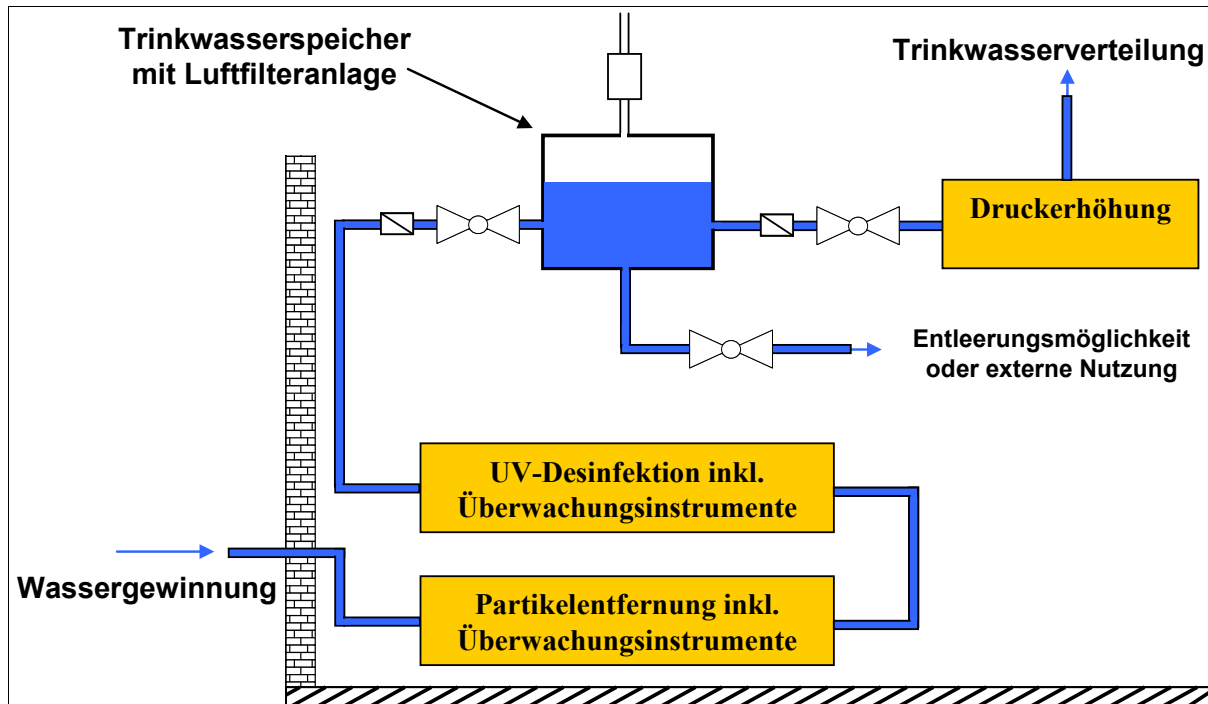 Trinkwasserspeicher
mit Luftfilteranlage
Trinkwasserverteilung
Druckerhöhung
Entleerungsmöglichkeit
oder externe Nutzung
UV-Desinfektion inkl.
Überwachungsinstrumente
Wassergewinnung
Partikelentfernung inkl.
Überwachungsinstrumente